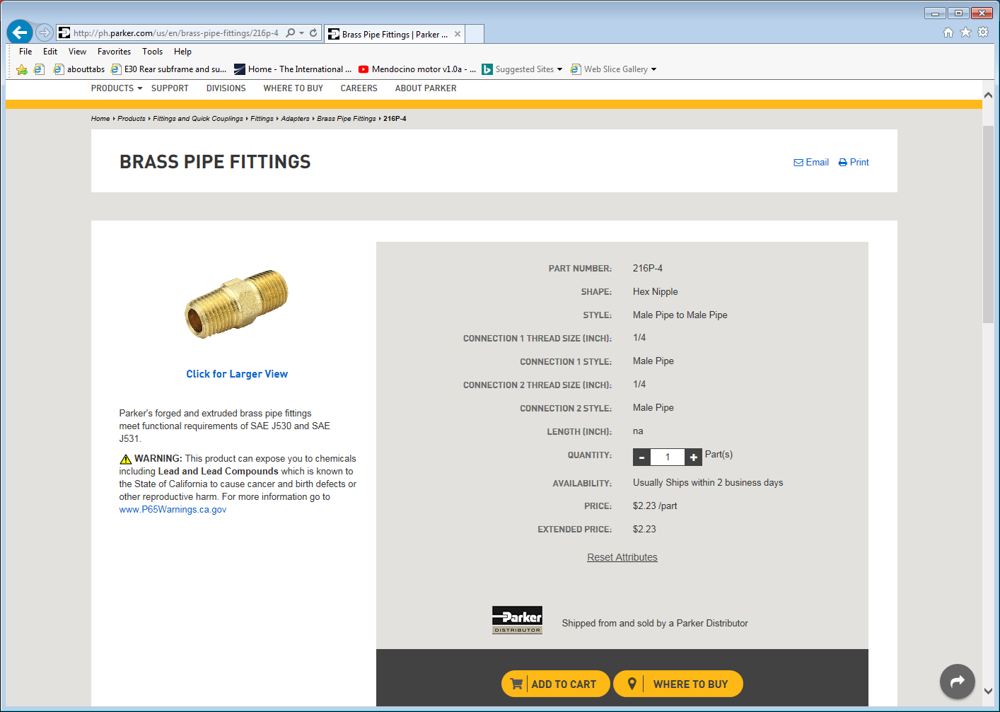 http://ph.parker.com/us/en/brass-pipe-fittings/216p-4
Brass Pipe Fittings | Parker ...
File Edit View Favorites Tools Help
abouttabs E30 Rear subframe and su... Home - The International ... Mendocino motor v1.0a - ... Suggested Sites Web Slice Gallery
PRODUCTS SUPPORT DIVISIONS WHERE TO BUY CAREERS ABOUT PARKER
Home Products Fittings and Quick Couplings Fittings Adapters Brass Pipe Fittings 216P-4
BRASS PIPE FITTINGS
Email Print
Click for Larger View
Parker's forged and extruded brass pipe fittings
meet functional requirements of SAE J530 and SAE
J531.
WARNING: This product can expose you to chemicals
including Lead and Lead Compounds which is known to
the State of California to cause cancer and birth defects or
other reproductive harm. For more information go to
www.P65Warnings.ca.gov
PART NUMBER: 216P-4
SHAPE: Hex Nipple
STYLE: Male Pipe to Male Pipe
CONNECTION 1 THREAD SIZE (INCH): 1/4
CONNECTION 1 STYLE: Male Pipe
CONNECTION 2 THREAD SIZE (INCH): 1/4
CONNECTION 2 STYLE: Male Pipe
LENGTH (INCH): na
QUANTITY: - 1 + Part(s)
AVAILABILITY: Usually Ships within 2 business days
PRICE: $2.23 /part
EXTENDED PRICE: $2.23
Reset Attributes
Parker
DISTRIBUTOR
Shipped from and sold by a Parker Distributor
ADD TO CART WHERE TO BUY